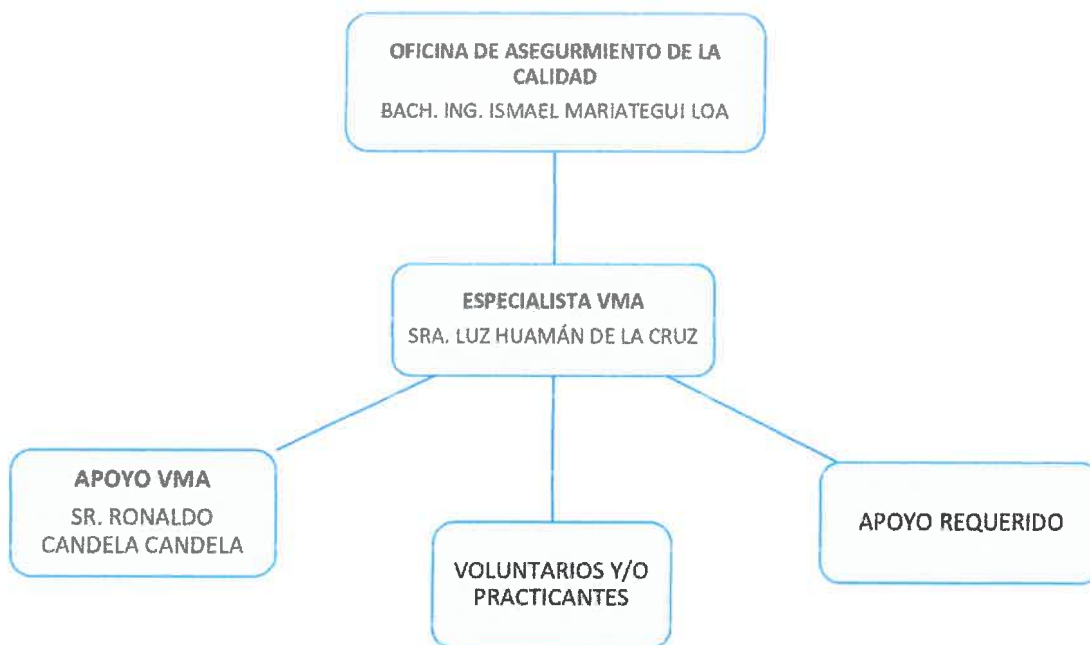 OFICINA DE ASEGURMIENTO DE LA
CALIDAD
BACH. ING. ISMAEL MARIATEGUI LOA
ESPECIALISTA VMA
SRA. LUZ HUAMÁN DE LA CRUZ
APOYO VMA
SR. RONALDO
CANDELA CANDELA
VOLUNTARIOS Y/O
PRACTICANTES
APOYO REQUERIDO